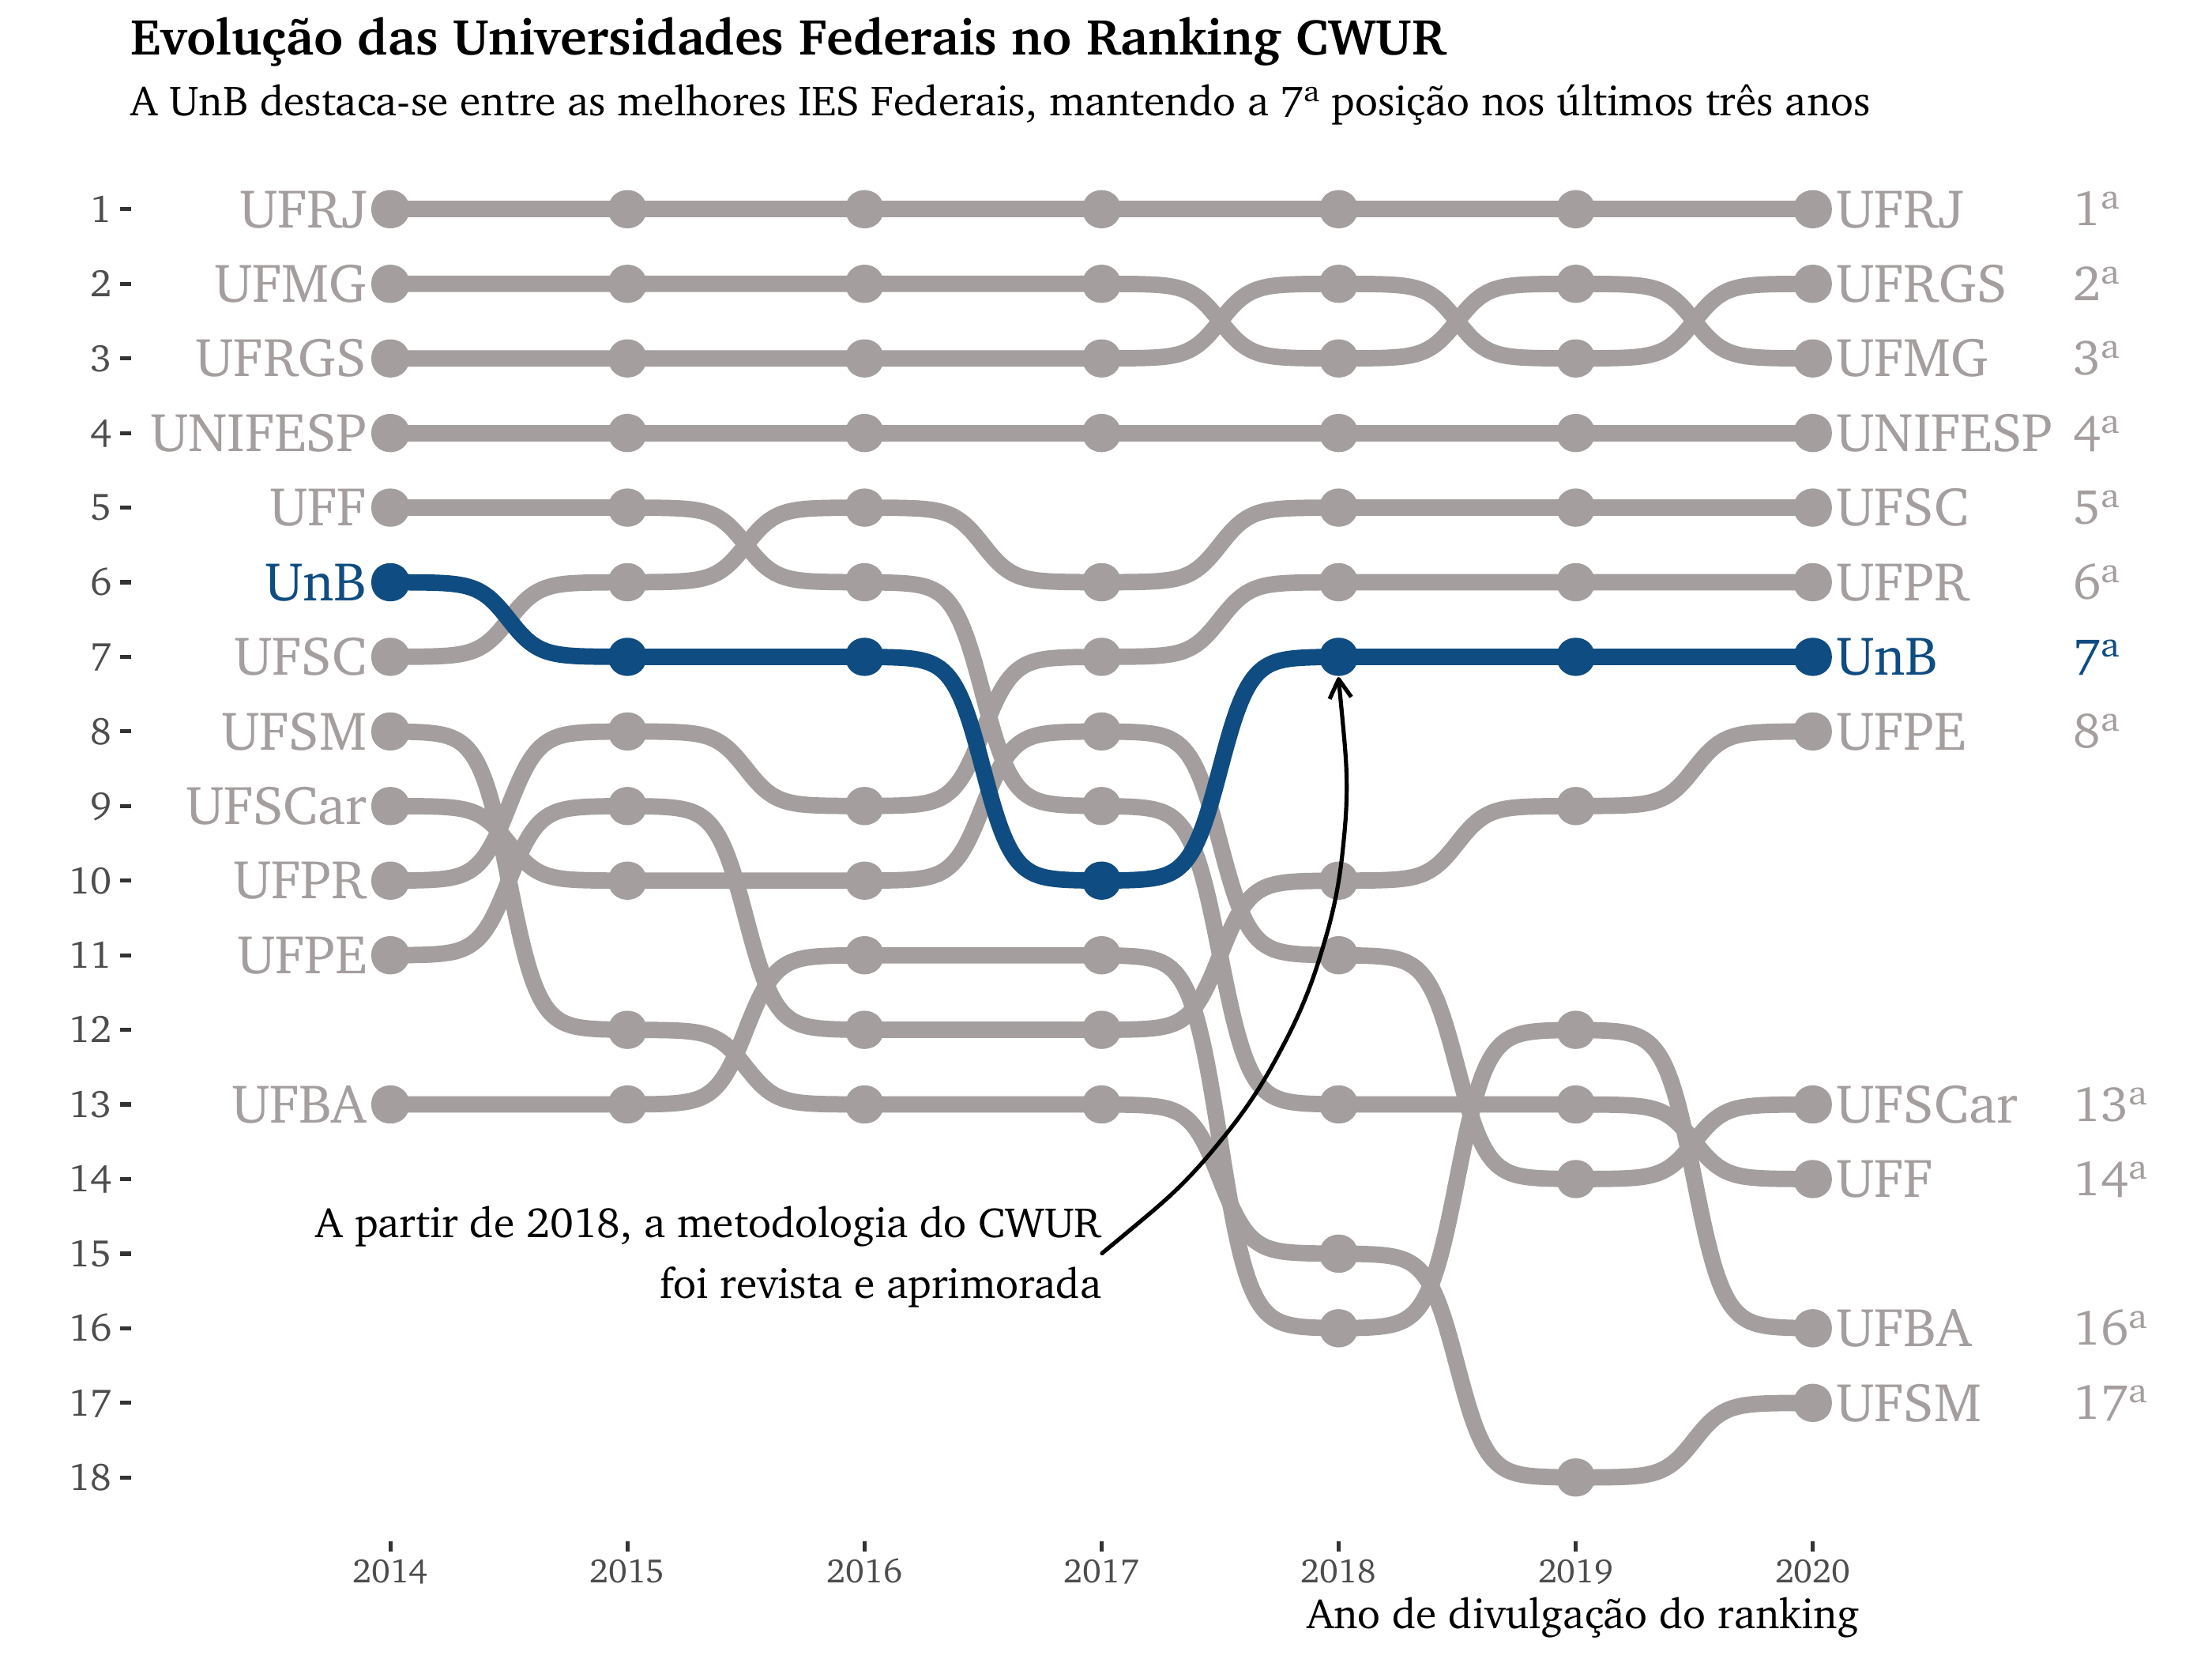 Evolução das Universidades Federais no Ranking CWUR
A UnB destaca-se entre as melhores IES Federais, mantendo a 7ª posição nos últimos três anos
1 UFRJ UFRJ 1ª
2 UFMG UFRGS 2ª
3 UFRGS UFMG 3ª
4 UNIFESP UNIFESP 4ª
5 UFF UFSC 5ª
6 UnB UFPR 6ª
7 UFSC UnB 7ª
8 UFSM UFPE 8ª
9 UFSCar
10 UFPR
11 UFPE
12
13 UFBA UFSCar 13ª
14 UFF 14ª
A partir de 2018, a metodologia do CWUR
15
foi revista e aprimorada
16 UFBA 16ª
17 UFSM 17ª
18
2014 2015 2016 2017 2018 2019 2020
Ano de divulgação do ranking